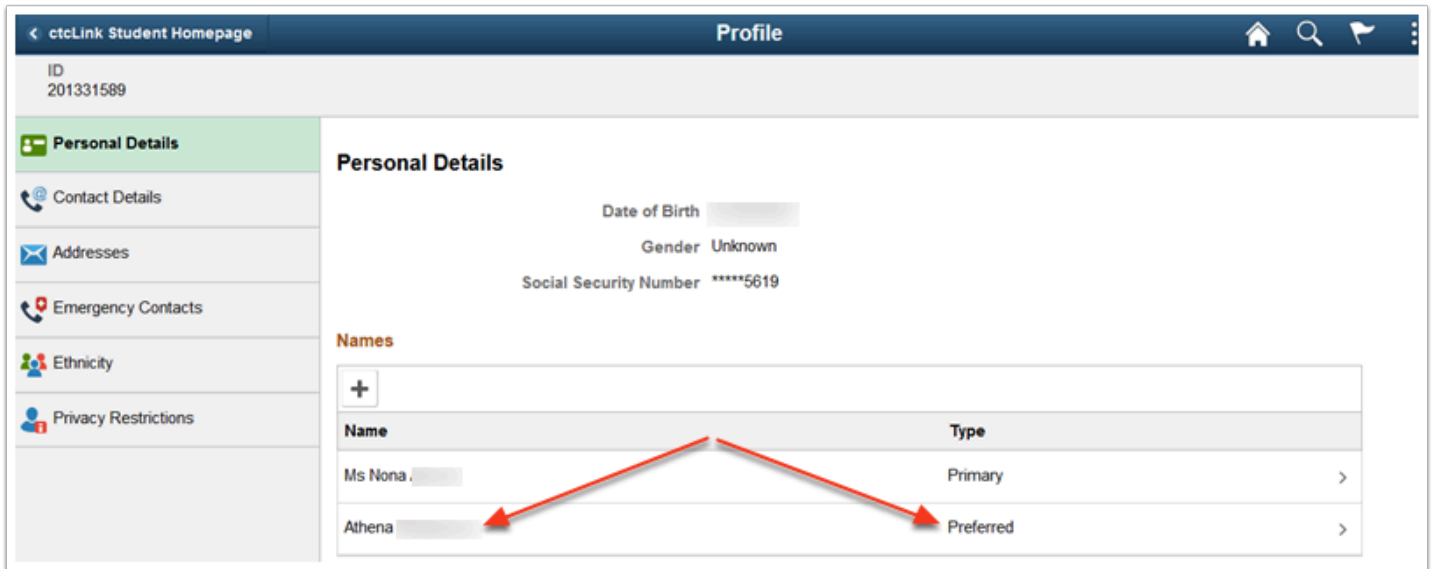 ctcLink Student Homepage
Profile
ID
201331589
Personal Details
Contact Details
Addresses
Emergency Contacts
Ethnicity
Privacy Restrictions
Personal Details
Date of Birth
Gender Unknown
Social Security Number *****5619
Names
+
Name Type
Ms Nona Primary
Athena Preferred